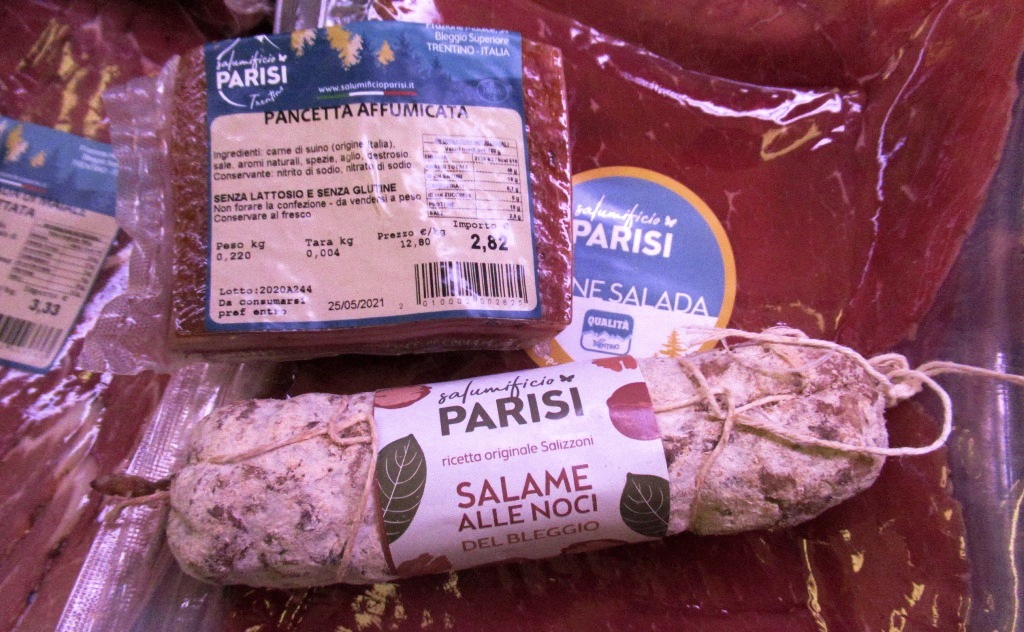 Bleggio Superiore
TRENTINO - ITALIA
salumificio
PARISI
Trentino
www.salumificioparisi.it
PANCETTA AFFUMICATA
Ingredienti: carne di suino (origine Italia),
sale, aromi naturali, spezie, aglio, destrosio.
Conservante: nitrito di sodio, nitrato di sodio
SENZA LATTOSIO E SENZA GLUTINE
Non forare la confezione - da vendersi a peso
Conservare al fresco
Peso kg
0,220
Tara kg
0,004
Prezzo €/kg
12,80
Importo €
2,82
Lotto:2020A244
Da consumarsi
pref entro
25/05/2021
3,33
salumificio
PARISI
NE SALADA
QUALITÀ
TRENTINO
salumificio
PARISI
ricetta originale Salizzoni
SALAME
ALLE NOCI
DEL BLEGGIO